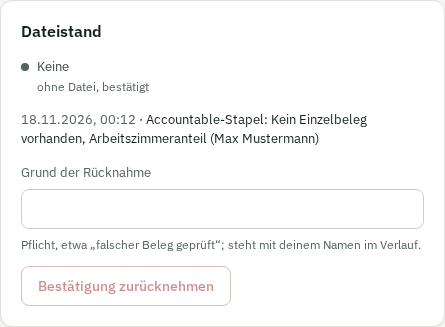 Dateistand
Keine
ohne Datei, bestätigt
18.11.2026, 00:12 · Accountable-Stapel: Kein Einzelbeleg
vorhanden, Arbeitszimmeranteil (Max Mustermann)
Grund der Rücknahme
Pflicht, etwa „falscher Beleg geprüft“; steht mit deinem Namen im Verlauf.
Bestätigung zurücknehmen